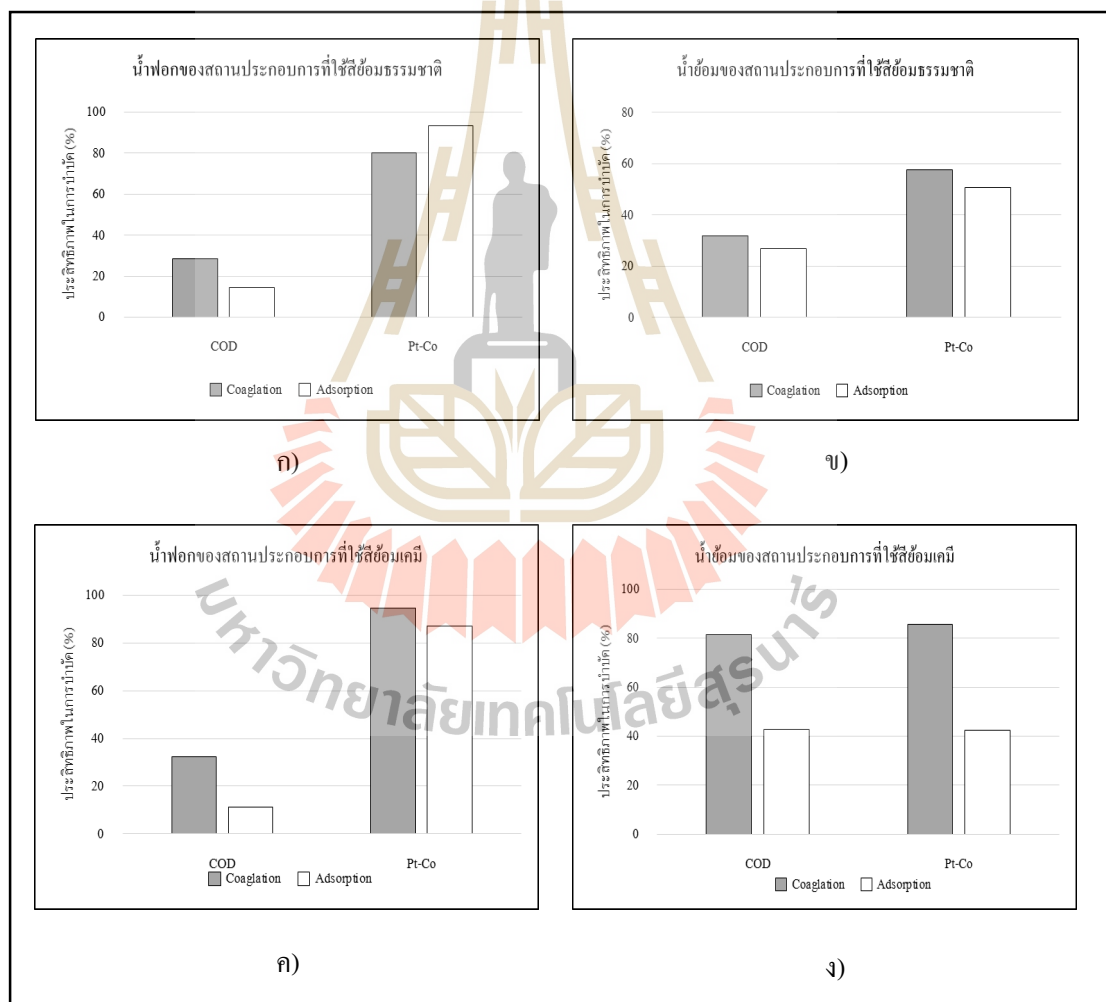 น้ำฟอกของสถานประกอบการที่ใช้สีย้อมธรรมชาติ
ประสิทธิภาพในการบำบัด (%)
100
80
60
40
20
0
COD Pt-Co
Coaglation Adsorption
ก)
น้ำย้อมของสถานประกอบการที่ใช้สีย้อมธรรมชาติ
ประสิทธิภาพในการบำบัด (%)
80
60
40
20
0
COD Pt-Co
Coaglation Adsorption
ข)
น้ำฟอกของสถานประกอบการที่ใช้สีย้อมเคมี
ประสิทธิภาพในการบำบัด (%)
100
80
60
40
20
0
COD Pt-Co
Coaglation Adsorption
ค)
น้ำย้อมของสถานประกอบการที่ใช้สีย้อมเคมี
ประสิทธิภาพในการบำบัด (%)
100
80
60
40
20
0
COD Pt-Co
Coaglation Adsorption
ง)
มหาวิทยาลัยเทคโนโลยีสุรนารี